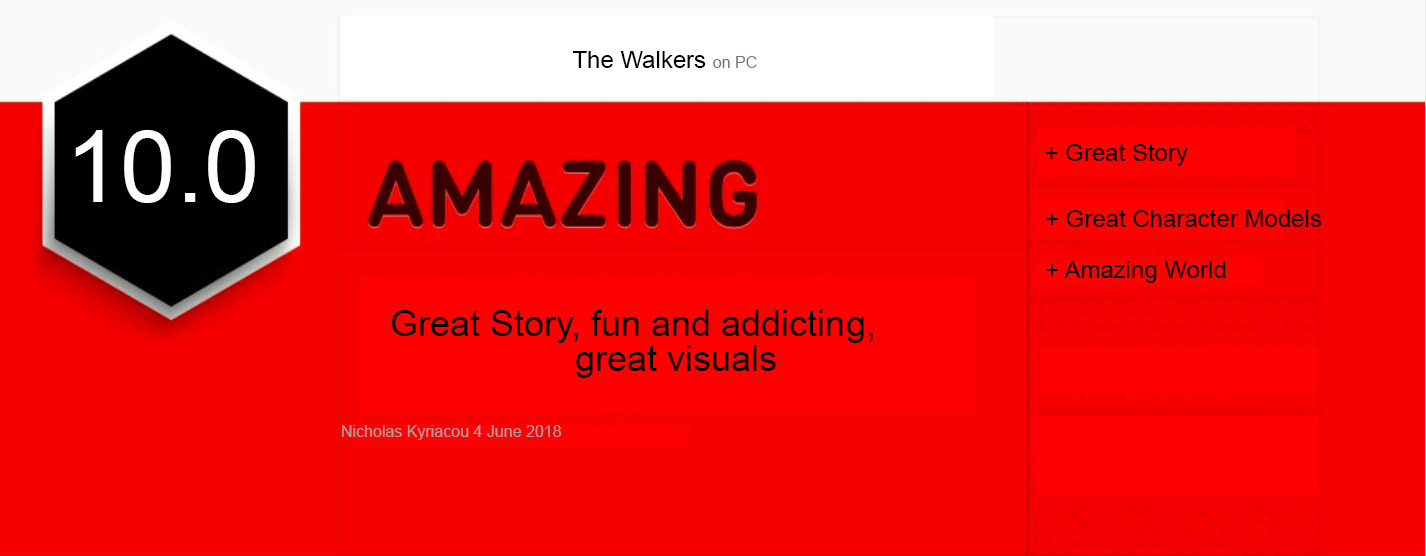 The Walkers on PC
10.0
AMAZING
Great Story, fun and addicting,
great visuals
Nicholas Kyriacou 4 June 2018
+ Great Story
+ Great Character Models
+ Amazing World